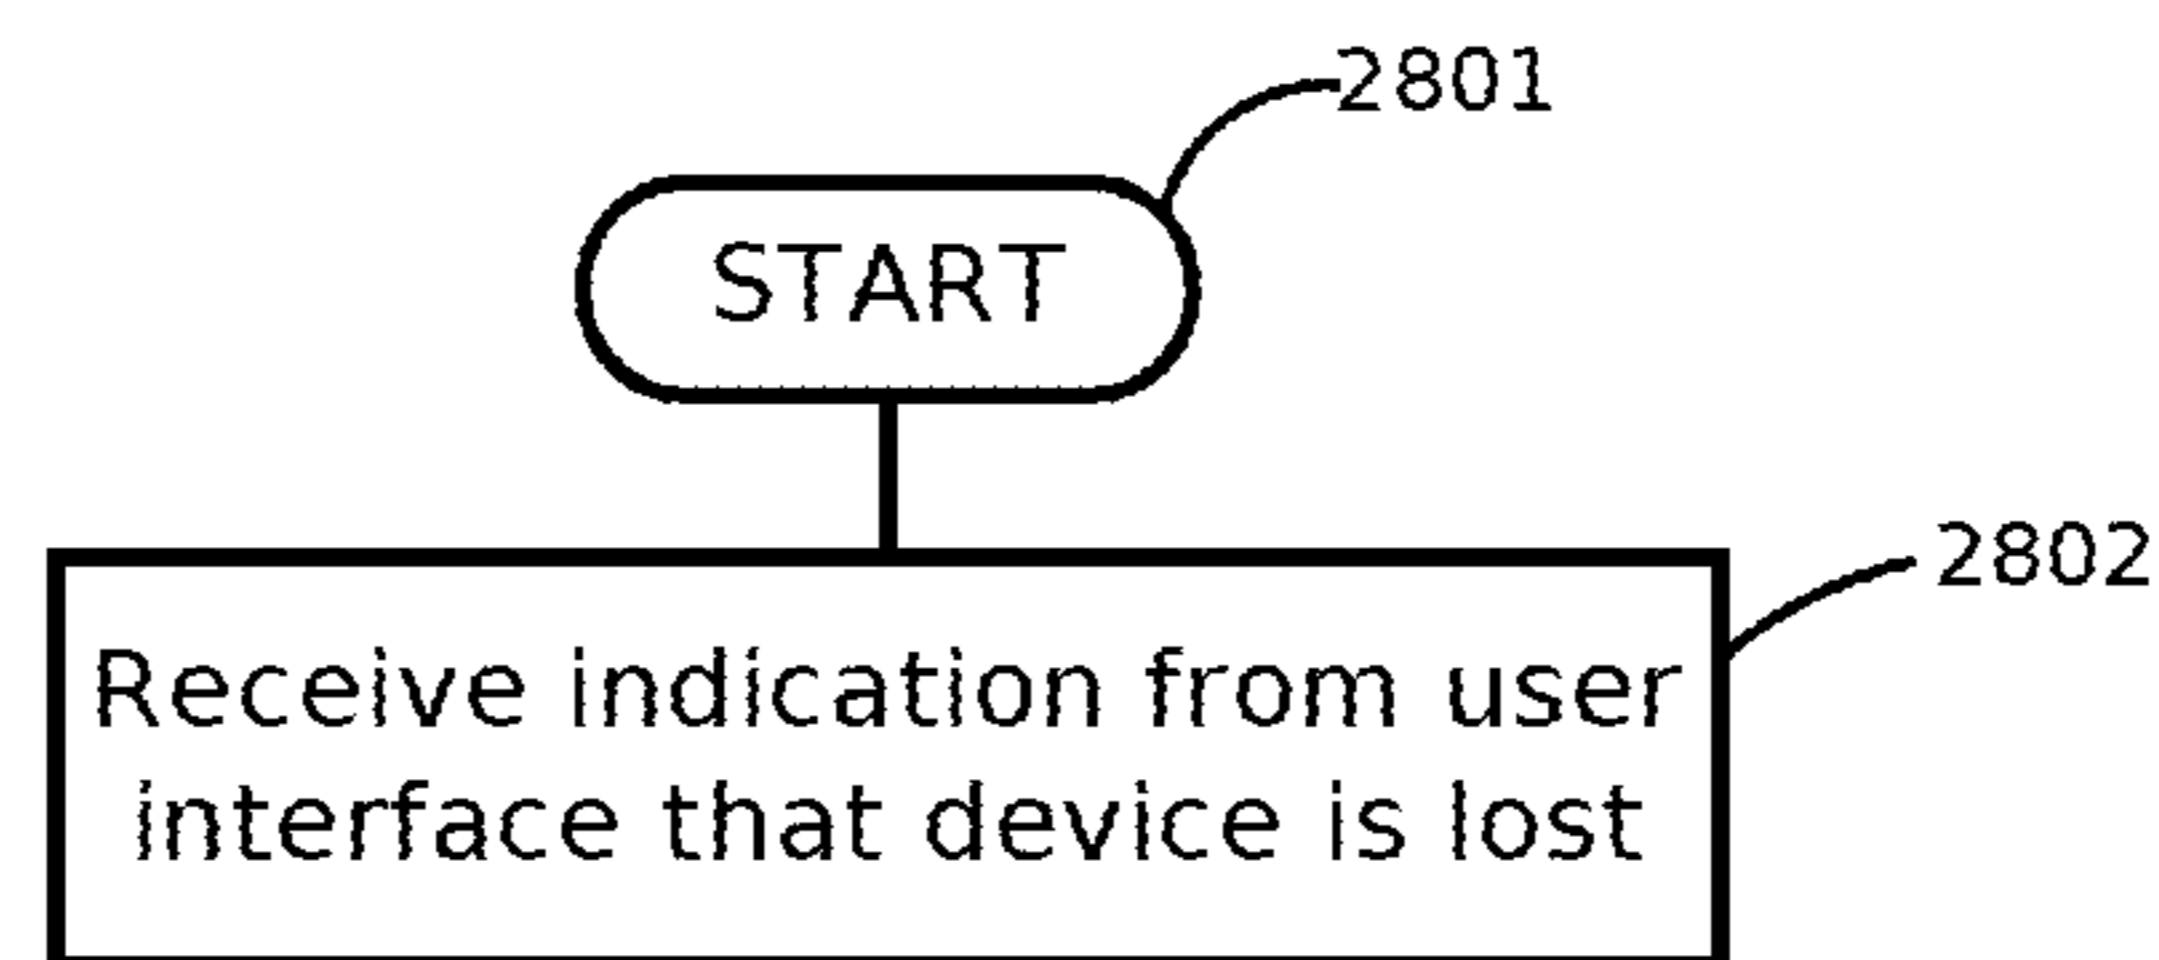 2801
START
2802
Receive indication from user
interface that device is lost